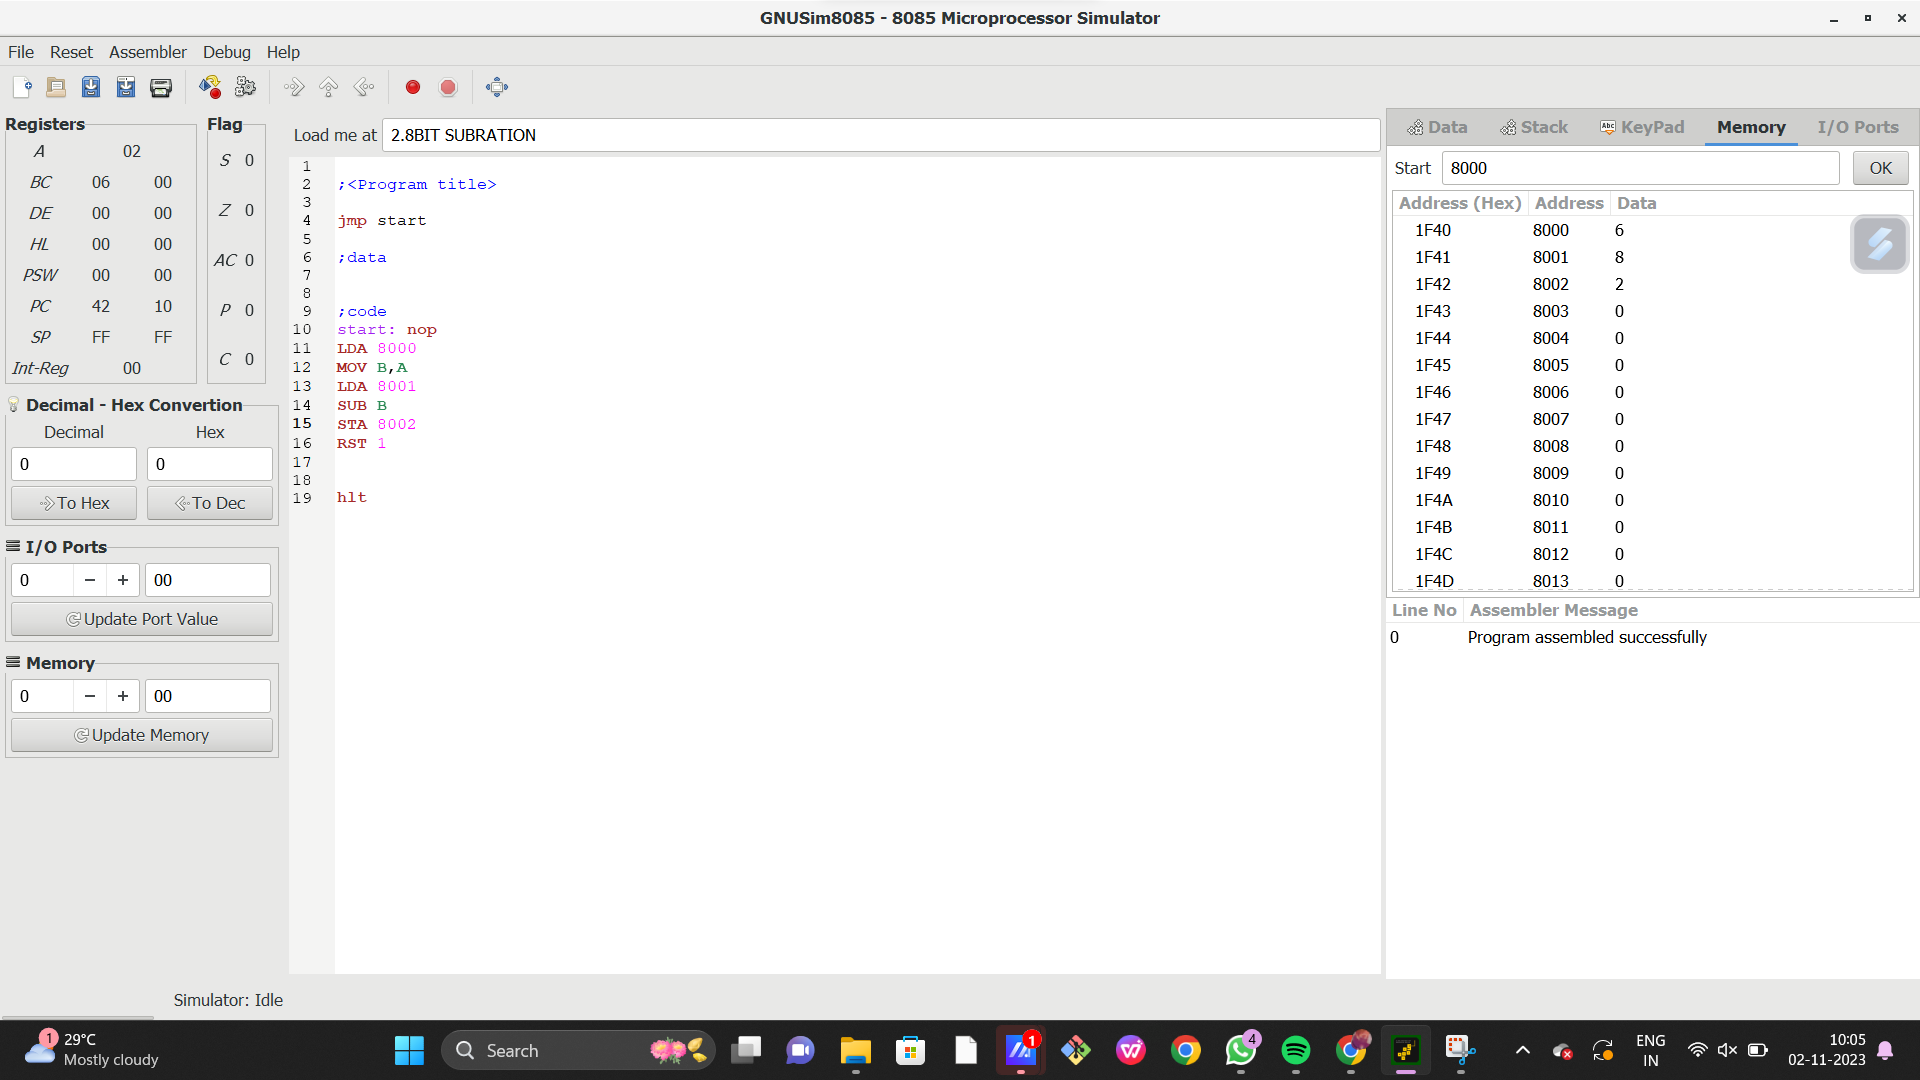 GNUSim8085 - 8085 Microprocessor Simulator
File Reset Assembler Debug Help
Registers
A 02
BC 06 00
DE 00 00
HL 00 00
PSW 00 00
PC 42 10
SP FF FF
Int-Reg 00
Flag
S 0
Z 0
AC 0
P 0
C 0
Decimal - Hex Convertion
Decimal Hex
0 0
To Hex To Dec
I/O Ports
0 − + 00
Update Port Value
Memory
0 − + 00
Update Memory
Load me at 2.8BIT SUBRATION
1
2 ;<Program title>
3
4 jmp start
5
6 ;data
7
8
9 ;code
10 start: nop
11 LDA 8000
12 MOV B,A
13 LDA 8001
14 SUB B
15 STA 8002
16 RST 1
17
18
19 hlt
Data Stack Abc KeyPad Memory I/O Ports
Start 8000 OK
Address (Hex) Address Data
1F40 8000 6
1F41 8001 8
1F42 8002 2
1F43 8003 0
1F44 8004 0
1F45 8005 0
1F46 8006 0
1F47 8007 0
1F48 8008 0
1F49 8009 0
1F4A 8010 0
1F4B 8011 0
1F4C 8012 0
1F4D 8013 0
Line No Assembler Message
0 Program assembled successfully
Simulator: Idle
1 29°C
Mostly cloudy
Search
1
4
ENG
IN
10:05
02-11-2023